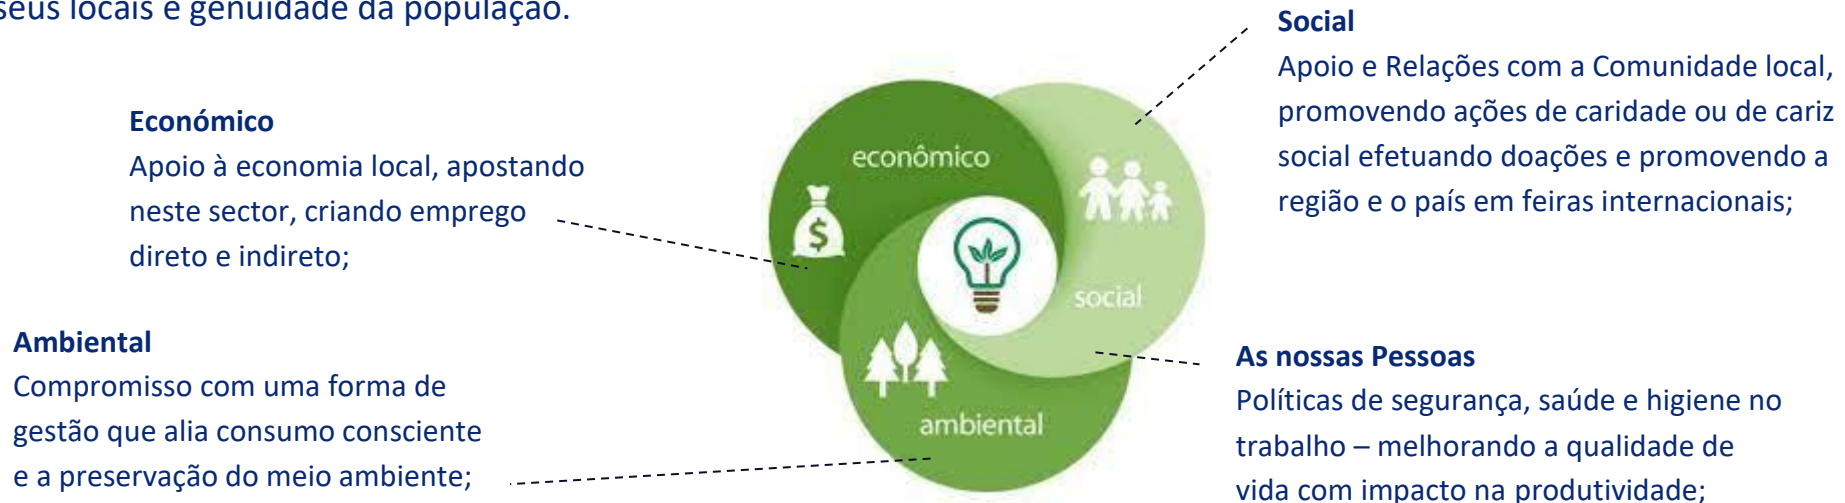 seus locais e genuidade da população.
Económico
Apoio à economia local, apostando
neste sector, criando emprego
direto e indireto;
Ambiental
Compromisso com uma forma de
gestão que alia consumo consciente
e a preservação do meio ambiente;
econômico
$
social
ambiental
Social
Apoio e Relações com a Comunidade local,
promovendo ações de caridade ou de cariz
social efetuando doações e promovendo a
região e o país em feiras internacionais;
As nossas Pessoas
Políticas de segurança, saúde e higiene no
trabalho – melhorando a qualidade de
vida com impacto na produtividade;